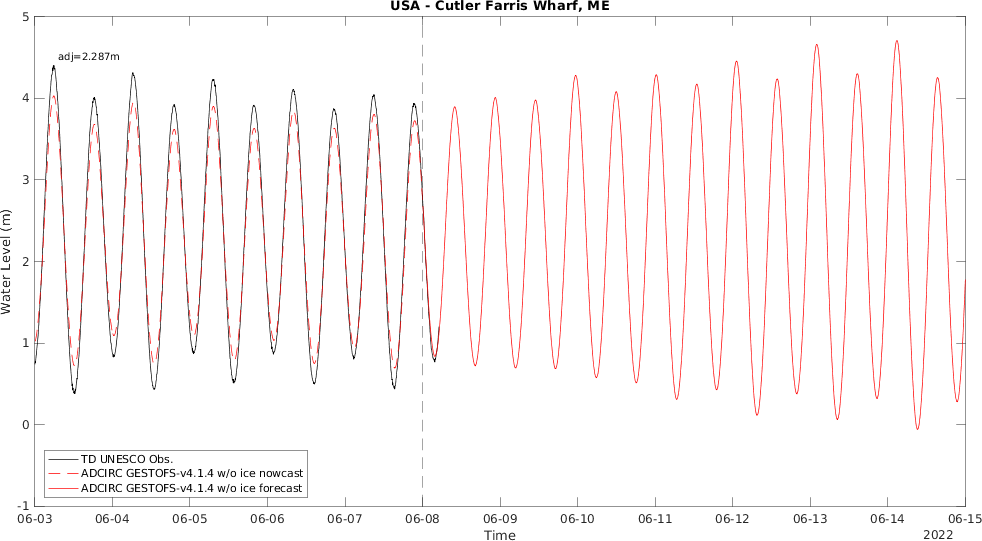 USA - Cutler Farris Wharf, ME
5
adj=2.287m
4
3
Water Level (m)
2
1
0
TD UNESCO Obs.
ADCIRC GESTOFS-v4.1.4 w/o ice nowcast
ADCIRC GESTOFS-v4.1.4 w/o ice forecast
-1
06-03 06-04 06-05 06-06 06-07 06-08 06-09 06-10 06-11 06-12 06-13 06-14 06-15
Time
2022